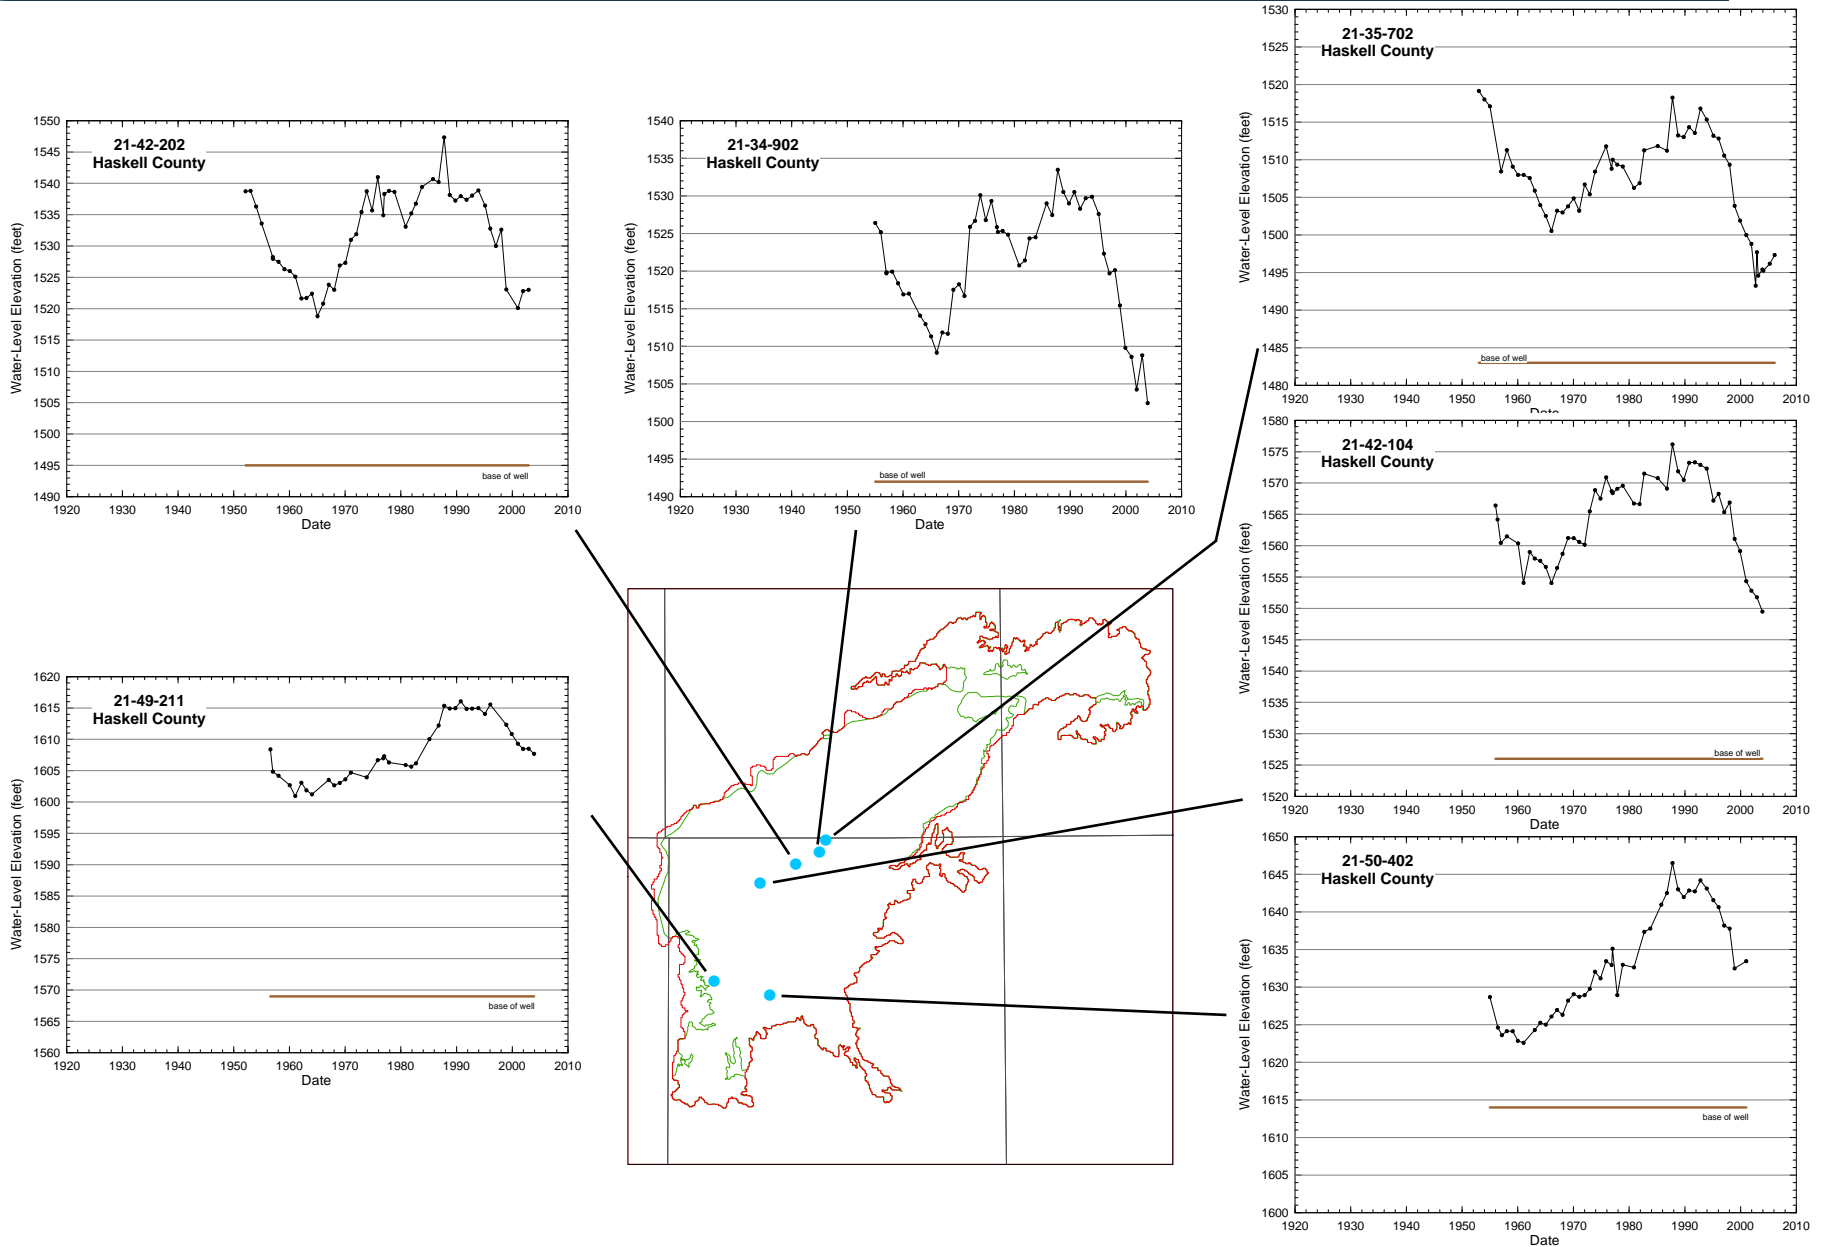 21-42-202
Haskell County
Water-Level Elevation (feet)
1550
1545
1540
1535
1530
1525
1520
1515
1510
1505
1500
1495
1490
base of well
1920 1930 1940 1950 1960 1970 1980 1990 2000 2010
Date
21-34-902
Haskell County
Water-Level Elevation (feet)
1540
1535
1530
1525
1520
1515
1510
1505
1500
1495
1490
base of well
1920 1930 1940 1950 1960 1970 1980 1990 2000 2010
Date
21-35-702
Haskell County
Water-Level Elevation (feet)
1530
1525
1520
1515
1510
1505
1500
1495
1490
1485
1480
base of well
1920 1930 1940 1950 1960 1970 1980 1990 2000 2010
Date
21-42-104
Haskell County
Water-Level Elevation (feet)
1580
1575
1570
1565
1560
1555
1550
1545
1540
1535
1530
1525
1520
base of well
1920 1930 1940 1950 1960 1970 1980 1990 2000 2010
21-49-211
Haskell County
Water-Level Elevation (feet)
1620
1615
1610
1605
1600
1595
1590
1585
1580
1575
1570
1565
1560
base of well
1920 1930 1940 1950 1960 1970 1980 1990 2000 2010
Date
21-50-402
Haskell County
Water-Level Elevation (feet)
1650
1645
1640
1635
1630
1625
1620
1615
1610
1605
1600
base of well
1920 1930 1940 1950 1960 1970 1980 1990 2000 2010
Date